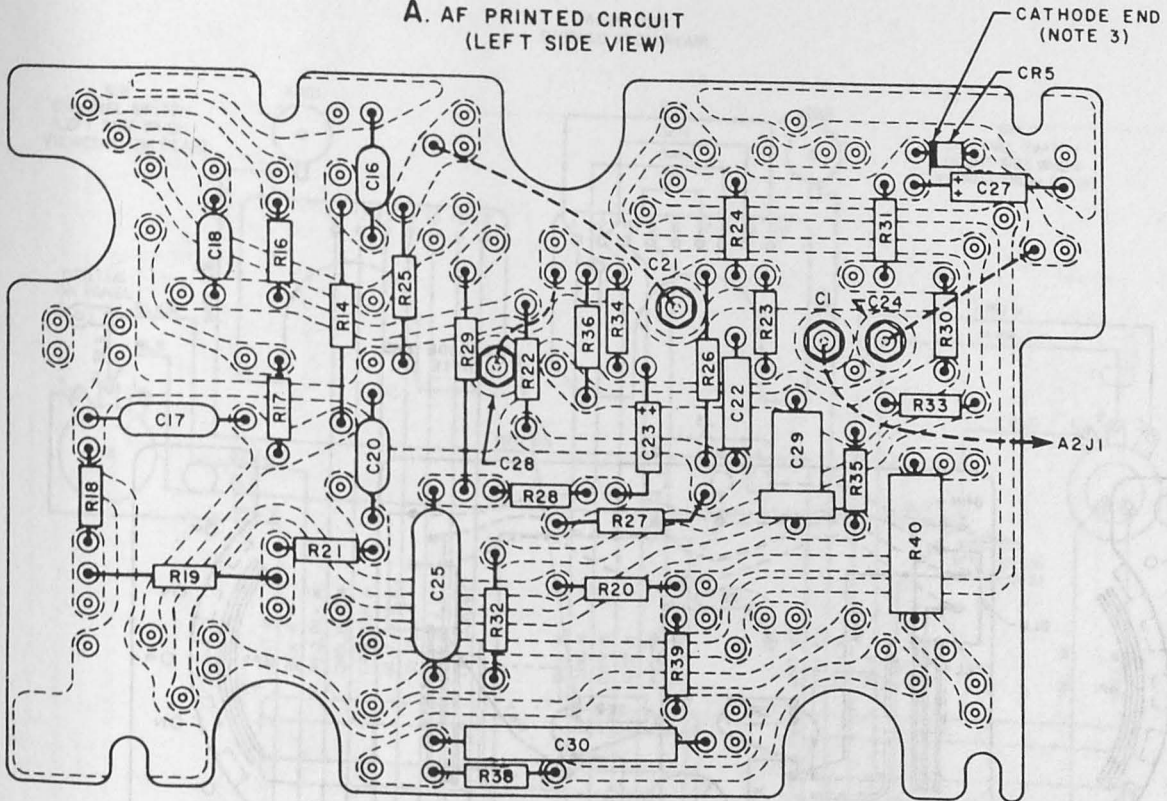 A. AF PRINTED CIRCUIT
(LEFT SIDE VIEW)
CATHODE END
(NOTE 3)
CR5
C16
C27
C18
R16
R24
R31
R25
C21
R14
R29
R36
R34
R23
C1
C24
R30
R22
R26
C22
R17
R33
C17
C20
C23
C29
A2J1
C28
R35
R18
R28
R27
R40
R21
R19
C25
R20
R32
R39
C30
R38